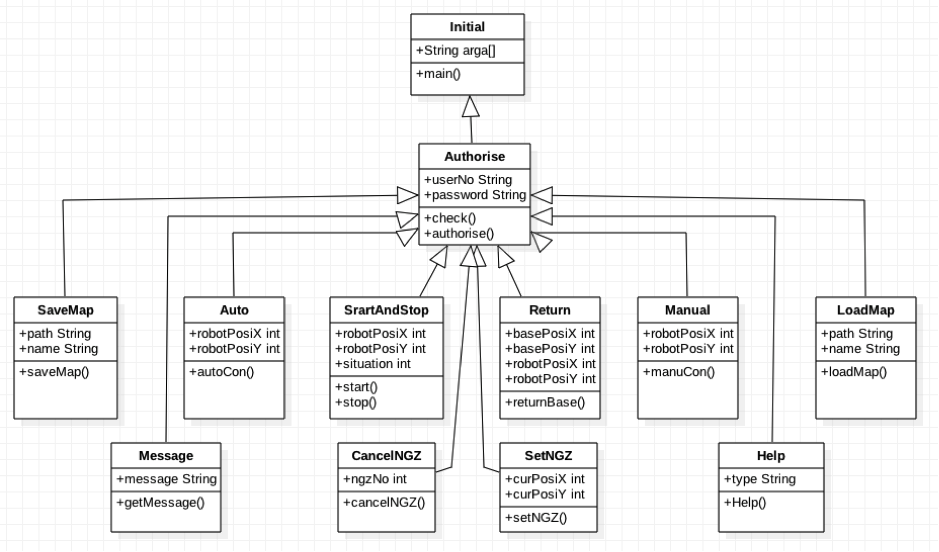 Initial
+String arga[]
+main()
Authorise
+userNo String
+password String
+check()
+authorise()
SaveMap
+path String
+name String
+saveMap()
Auto
+robotPosiX int
+robotPosiY int
+autoCon()
SrartAndStop
+robotPosiX int
+robotPosiY int
+situation int
+start()
+stop()
Return
+basePosiX int
+basePosiY int
+robotPosiX int
+robotPosiY int
+returnBase()
Manual
+robotPosiX int
+robotPosiY int
+manuCon()
LoadMap
+path String
+name String
+loadMap()
Message
+message String
+getMessage()
CancelNGZ
+ngzNo int
+cancelNGZ()
SetNGZ
+curPosiX int
+curPosiY int
+setNGZ()
Help
+type String
+Help()